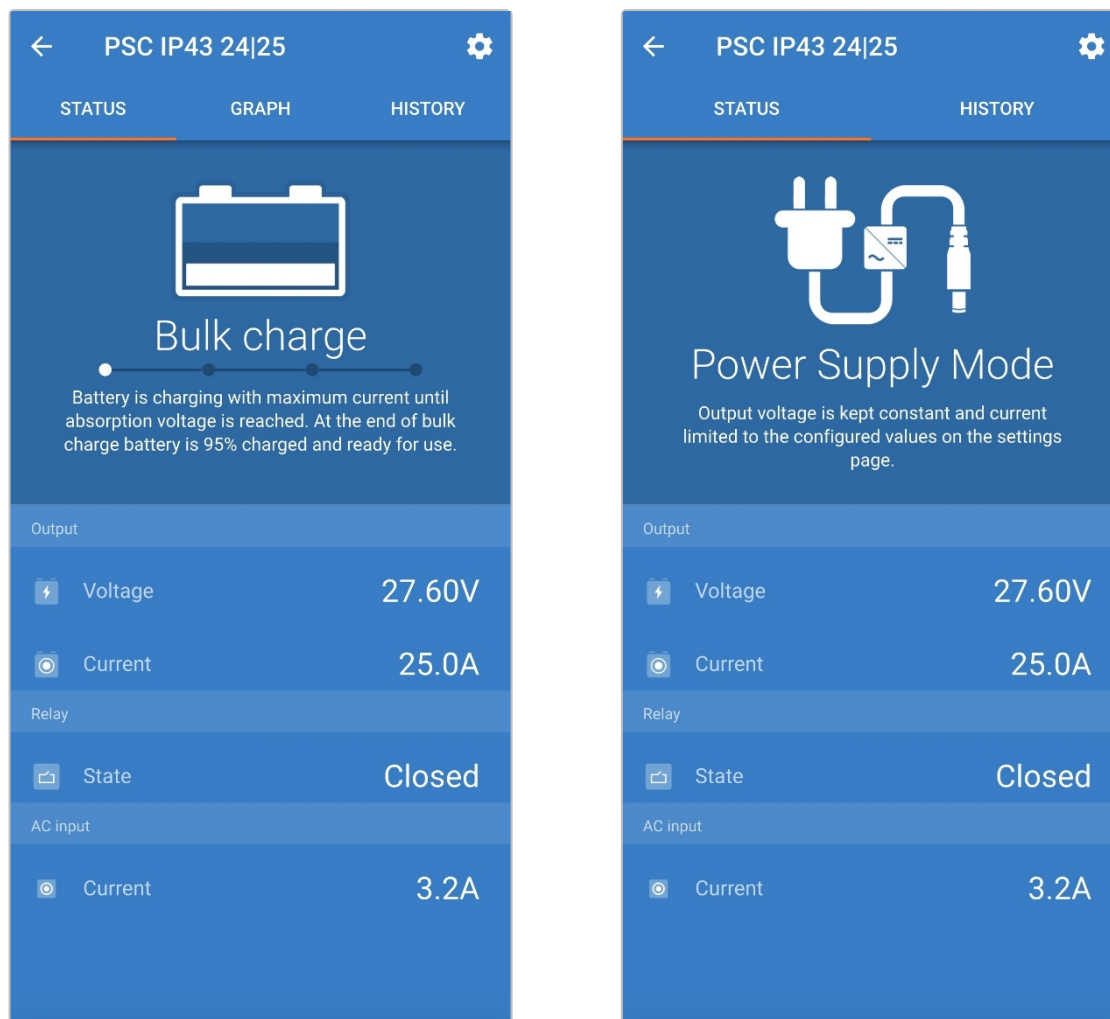 PSC IP43 24|25
STATUS GRAPH HISTORY
Bulk charge
Battery is charging with maximum current until
absorption voltage is reached. At the end of bulk
charge battery is 95% charged and ready for use.
Output
Voltage 27.60V
Current 25.0A
Relay
State Closed
AC input
Current 3.2A
PSC IP43 24|25
STATUS HISTORY
Power Supply Mode
Output voltage is kept constant and current
limited to the configured values on the settings
page.
Output
Voltage 27.60V
Current 25.0A
Relay
State Closed
AC input
Current 3.2A